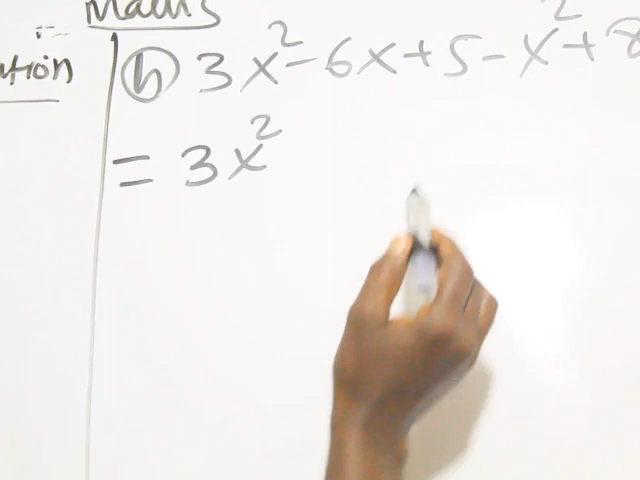 Maths
ution
(b) 3x² - 6x + 5 - x² + 8
= 3x²